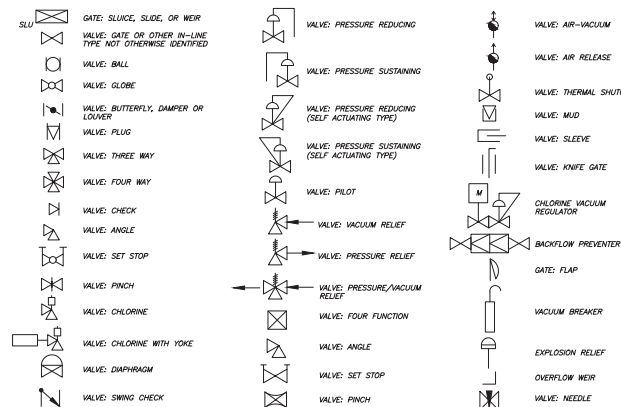 SLU
GATE: SLUICE, SLIDE, OR WEIR
VALVE: GATE OR OTHER IN-LINE
TYPE NOT OTHERWISE IDENTIFIED
VALVE: BALL
VALVE: GLOBE
VALVE: BUTTERFLY, DAMPER OR
LOUVER
VALVE: PLUG
VALVE: THREE WAY
VALVE: FOUR WAY
VALVE: CHECK
VALVE: ANGLE
VALVE: SET STOP
VALVE: PINCH
VALVE: CHLORINE
VALVE: CHLORINE WITH YOKE
VALVE: DIAPHRAGM
VALVE: SWING CHECK
VALVE: PRESSURE REDUCING
VALVE: PRESSURE SUSTAINING
VALVE: PRESSURE REDUCING
(SELF ACTUATING TYPE)
VALVE: PRESSURE SUSTAINING
(SELF ACTUATING TYPE)
VALVE: PILOT
VALVE: VACUUM RELIEF
VALVE: PRESSURE RELIEF
VALVE: PRESSURE/VACUUM
RELIEF
VALVE: FOUR FUNCTION
VALVE: ANGLE
VALVE: SET STOP
VALVE: PINCH
VALVE: AIR-VACUUM
VALVE: AIR RELEASE
VALVE: THERMAL SHUTO
VALVE: MUD
VALVE: SLEEVE
VALVE: KNIFE GATE
M
CHLORINE VACUUM
REGULATOR
BACKFLOW PREVENTER
GATE: FLAP
VACUUM BREAKER
EXPLOSION RELIEF
OVERFLOW WEIR
VALVE: NEEDLE